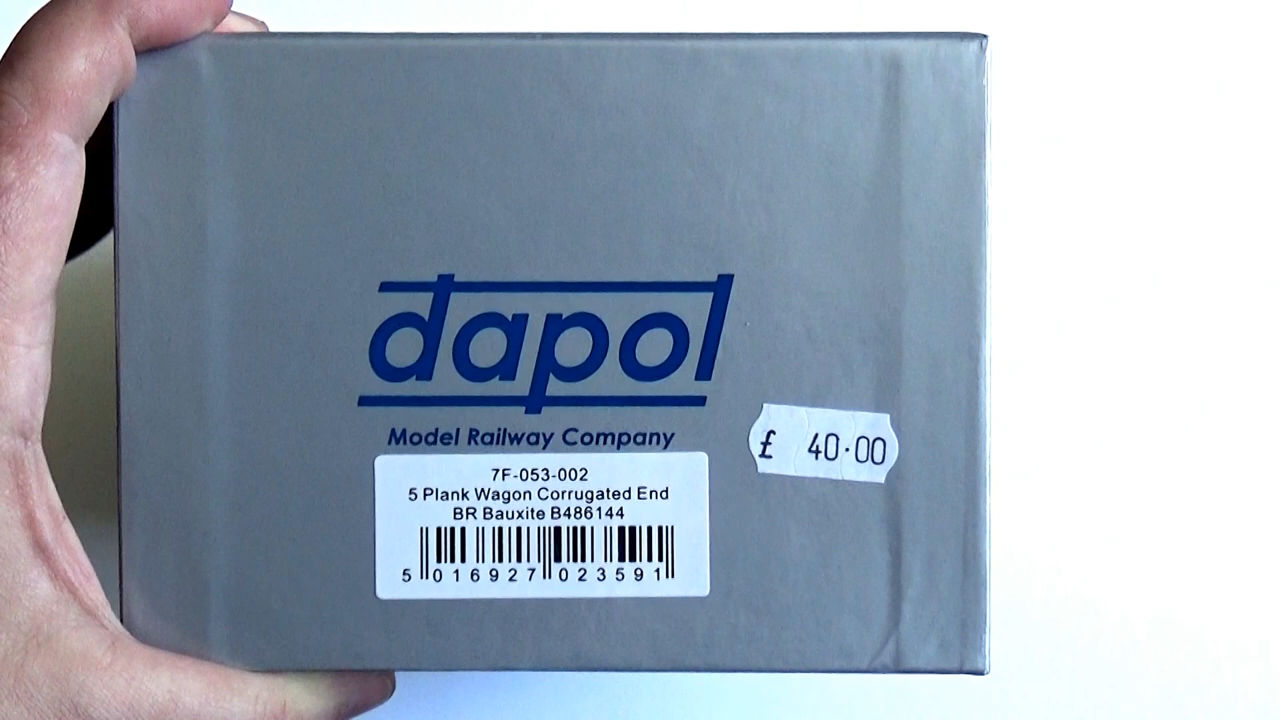 dapol
Model Railway Company
£ 40·00
7F-053-002
5 Plank Wagon Corrugated End
BR Bauxite B486144
5 016927 023591